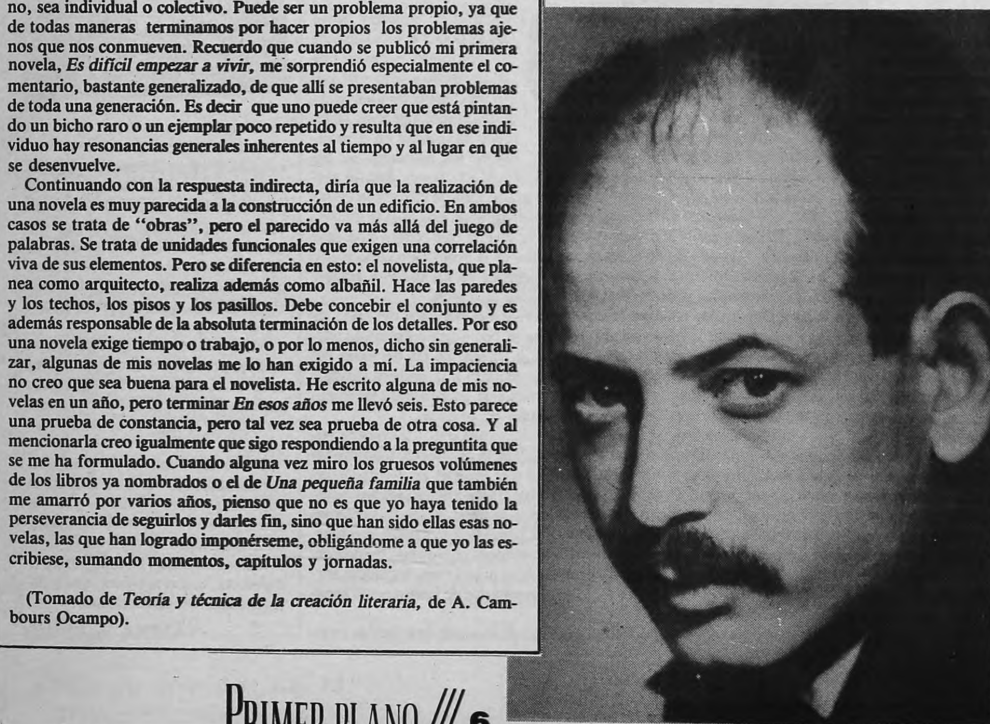 no, sea individual o colectivo. Puede ser un problema propio, ya que
de todas maneras terminamos por hacer propios los problemas aje-
nos que nos conmueven. Recuerdo que cuando se publicó mi primera
novela, Es difícil empezar a vivir, me sorprendió especialmente el co-
mentario, bastante generalizado, de que allí se presentaban problemas
de toda una generación. Es decir que uno puede creer que está pintan-
do un bicho raro o un ejemplar poco repetido y resulta que en ese indi-
viduo hay resonancias generales inherentes al tiempo y al lugar en que
se desenvuelve.
Continuando con la respuesta indirecta, diría que la realización de
una novela es muy parecida a la construcción de un edificio. En ambos
casos se trata de "obras", pero el parecido va más allá del juego de
palabras. Se trata de unidades funcionales que exigen una correlación
viva de sus elementos. Pero se diferencia en esto: el novelista, que pla-
nea como arquitecto, realiza además como albañil. Hace las paredes
y los techos, los pisos y los pasillos. Debe concebir el conjunto y es
además responsable de la absoluta terminación de los detalles. Por eso
una novela exige tiempo o trabajo, o por lo menos, dicho sin generali-
zar, algunas de mis novelas me lo han exigido a mí. La impaciencia
no creo que sea buena para el novelista. He escrito alguna de mis no-
velas en un año, pero terminar En esos años me llevó seis. Esto parece
una prueba de constancia, pero tal vez sea prueba de otra cosa. Y al
mencionarla creo igualmente que sigo respondiendo a la preguntita que
se me ha formulado. Cuando alguna vez miro los gruesos volúmenes
de los libros ya nombrados o el de Una pequeña familia que también
me amarró por varios años, pienso que no es que yo haya tenido la
perseverancia de seguirlos y darles fin, sino que han sido ellas esas no-
velas, las que han logrado imponérseme, obligándome a que yo las es-
cribiese, sumando momentos, capítulos y jornadas.
(Tomado de Teoría y técnica de la creación literaria, de A. Cam-
bours Ocampo).
PRIMER PLANO /// 6